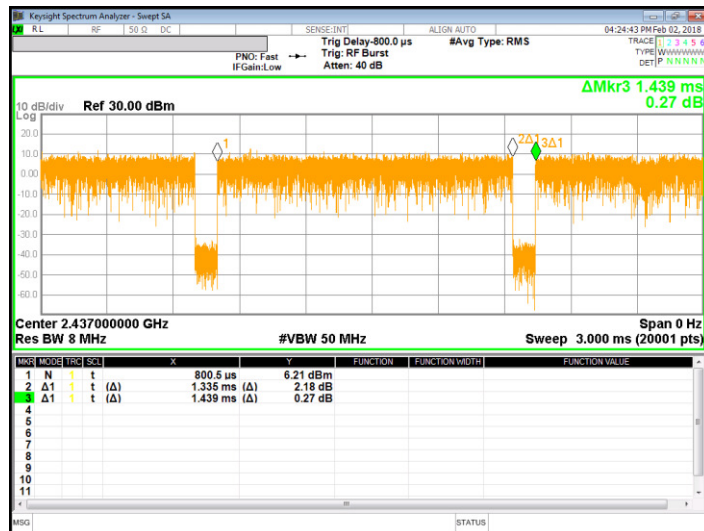 Keysight Spectrum Analyzer - Swept SA
RL RF 50 Ω DC SENSE:INT ALIGN AUTO 04:24:43 PM Feb 02, 2018
Trig Delay-800.0 µs #Avg Type: RMS TRACE 1 2 3 4 5 6
PNO: Fast Trig: RF Burst TYPE WWWWWW
IFGain:Low Atten: 40 dB DET P NNNNN
ΔMkr3 1.439 ms
0.27 dB
10 dB/div Ref 30.00 dBm
Log
20.0
10.0
0.00
-10.0
-20.0
-30.0
-40.0
-50.0
-60.0
1
2Δ1
3Δ1
Center 2.437000000 GHz Span 0 Hz
Res BW 8 MHz #VBW 50 MHz Sweep 3.000 ms (20001 pts)
MKR MODE TRC SCL X Y FUNCTION FUNCTION WIDTH FUNCTION VALUE
1 N 1 t 800.5 µs 6.21 dBm
2 Δ1 1 t (Δ) 1.335 ms (Δ) 2.18 dB
3 Δ1 1 t (Δ) 1.439 ms (Δ) 0.27 dB
4
5
6
7
8
9
10
11
MSG STATUS